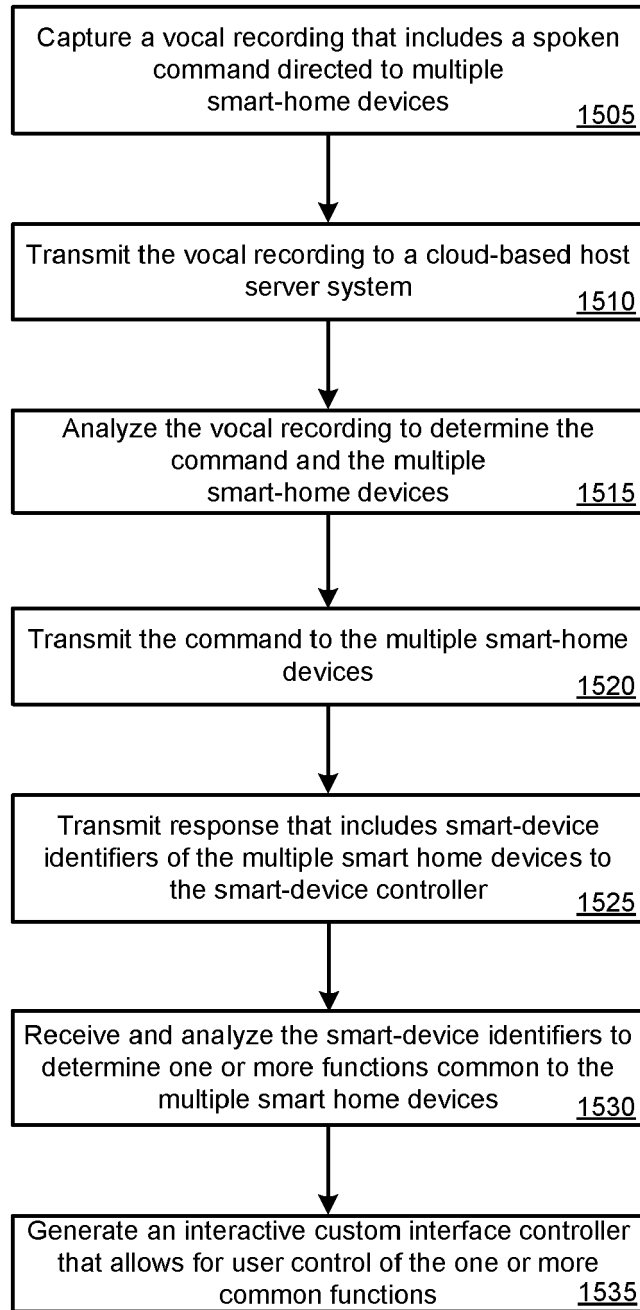 Capture a vocal recording that includes a spoken
command directed to multiple
smart-home devices
1505
Transmit the vocal recording to a cloud-based host
server system
1510
Analyze the vocal recording to determine the
command and the multiple
smart-home devices
1515
Transmit the command to the multiple smart-home
devices
1520
Transmit response that includes smart-device
identifiers of the multiple smart home devices to
the smart-device controller
1525
Receive and analyze the smart-device identifiers to
determine one or more functions common to the
multiple smart home devices
1530
Generate an interactive custom interface controller
that allows for user control of the one or more
common functions
1535